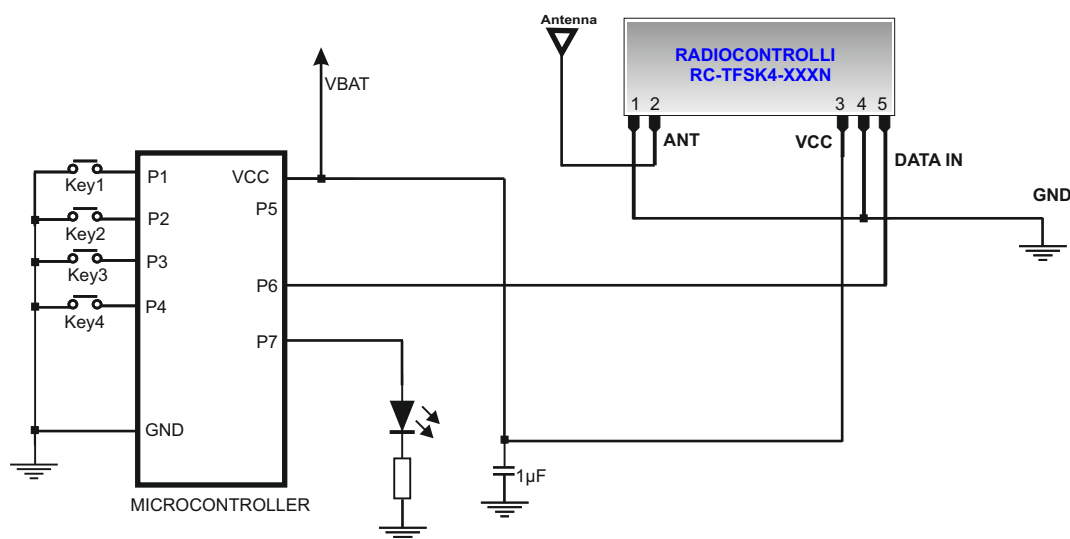 Antenna
RADIOCONTROLLI
RC-TFSK4-XXXN
1 2 3 4 5
ANT
VCC
DATA IN
GND
VBAT
Key1
Key2
Key3
Key4
P1
P2
P3
P4
GND
VCC
P5
P6
P7
MICROCONTROLLER
1µF